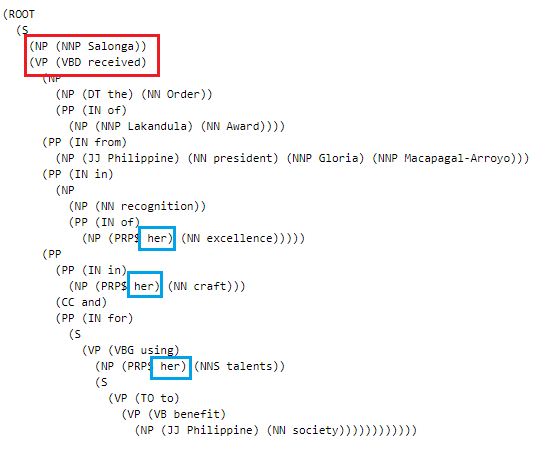 (ROOT
(S
(NP (NNP Salonga))
(VP (VBD received)
(NP
(NP (DT the) (NN Order))
(PP (IN of)
(NP (NNP Lakandula) (NN Award))))
(PP (IN from)
(NP (JJ Philippine) (NN president) (NNP Gloria) (NNP Macapagal-Arroyo)))
(PP (IN in)
(NP
(NP (NN recognition))
(PP (IN of)
(NP (PRP$ her) (NN excellence)))))
(PP
(PP (IN in)
(NP (PRP$ her) (NN craft)))
(CC and)
(PP (IN for)
(S
(VP (VBG using)
(NP (PRP$ her) (NNS talents))
(S
(VP (TO to)
(VP (VB benefit)
(NP (JJ Philippine) (NN society))))))))))))